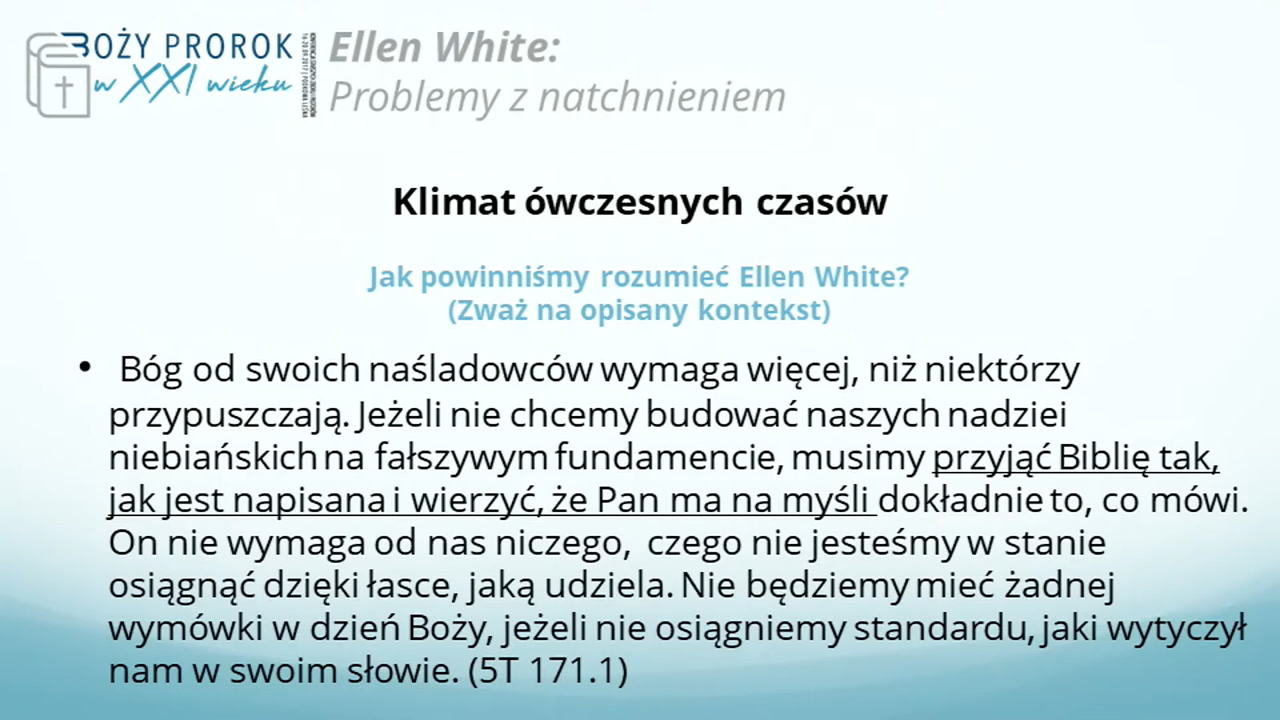 BOŻY PROROK
w XXI wieku
Ellen White:
Problemy z natchnieniem
Klimat ówczesnych czasów
Jak powinniśmy rozumieć Ellen White?
(Zważ na opisany kontekst)
• Bóg od swoich naśladowców wymaga więcej, niż niektórzy
przypuszczają. Jeżeli nie chcemy budować naszych nadziei
niebiańskich na fałszywym fundamencie, musimy przyjąć Biblię tak,
jak jest napisana i wierzyć, że Pan ma na myśli dokładnie to, co mówi.
On nie wymaga od nas niczego, czego nie jesteśmy w stanie
osiągnąć dzięki łasce, jaką udziela. Nie będziemy mieć żadnej
wymówki w dzień Boży, jeżeli nie osiągniemy standardu, jaki wytyczył
nam w swoim słowie. (5T 171.1)